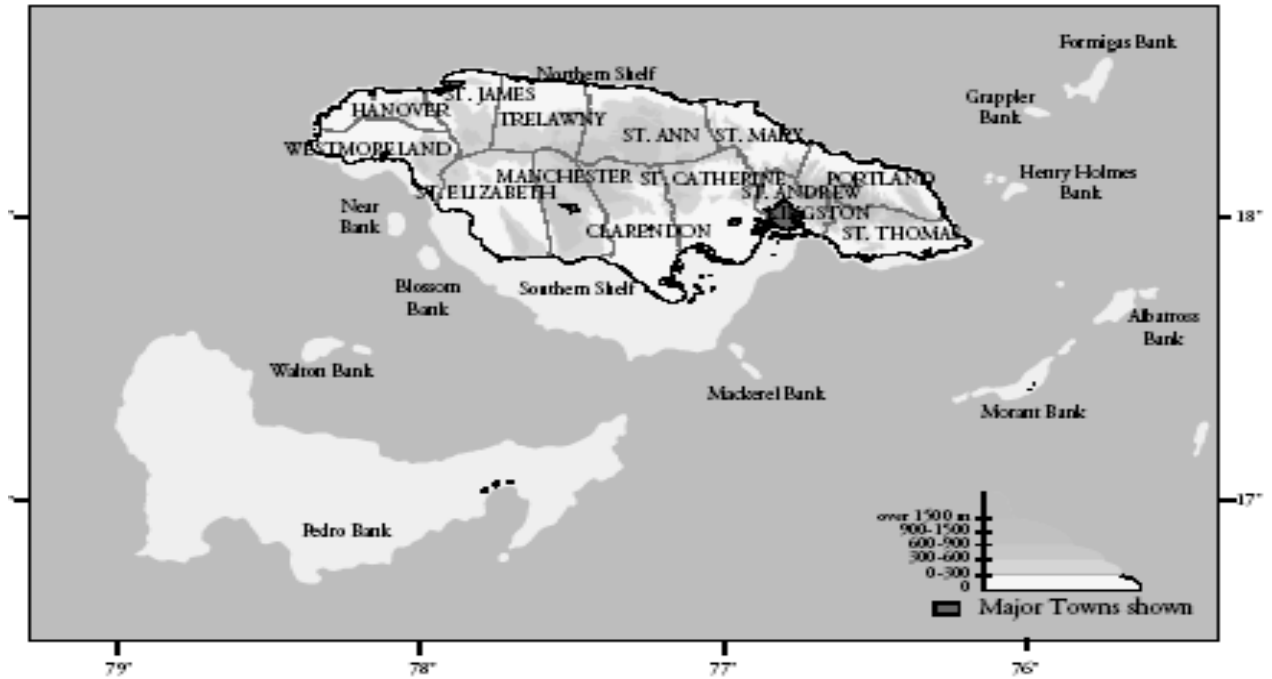 Formigas Bank
Northern Shelf
ST. JAMES
Grappler
Bank
HANOVER
TRELAWNY
ST. ANN
ST. MARY
WESTMORELAND
MANCHESTER
ST. CATHERINE
PORTLAND
Henry Holmes
Bank
ST. ELIZABETH
ST. ANDREW
Near
Bank
KINGSTON
18°
CLARENDON
ST. THOMAS
Blossom
Bank
Southern Shelf
Albatross
Bank
Walton Bank
Mackerel Bank
Morant Bank
17°
over 1500 m
900-1500
600-900
300-600
0-300
0
Pedro Bank
Major Towns shown
79°
78°
77°
76°